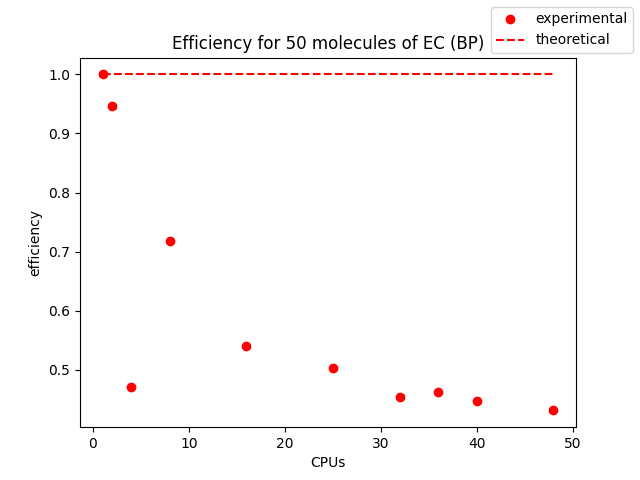 experimental
theoretical
Efficiency for 50 molecules of EC (BP)
1.0
0.9
0.8
0.7
0.6
0.5
efficiency
0 10 20 30 40 50
CPUs